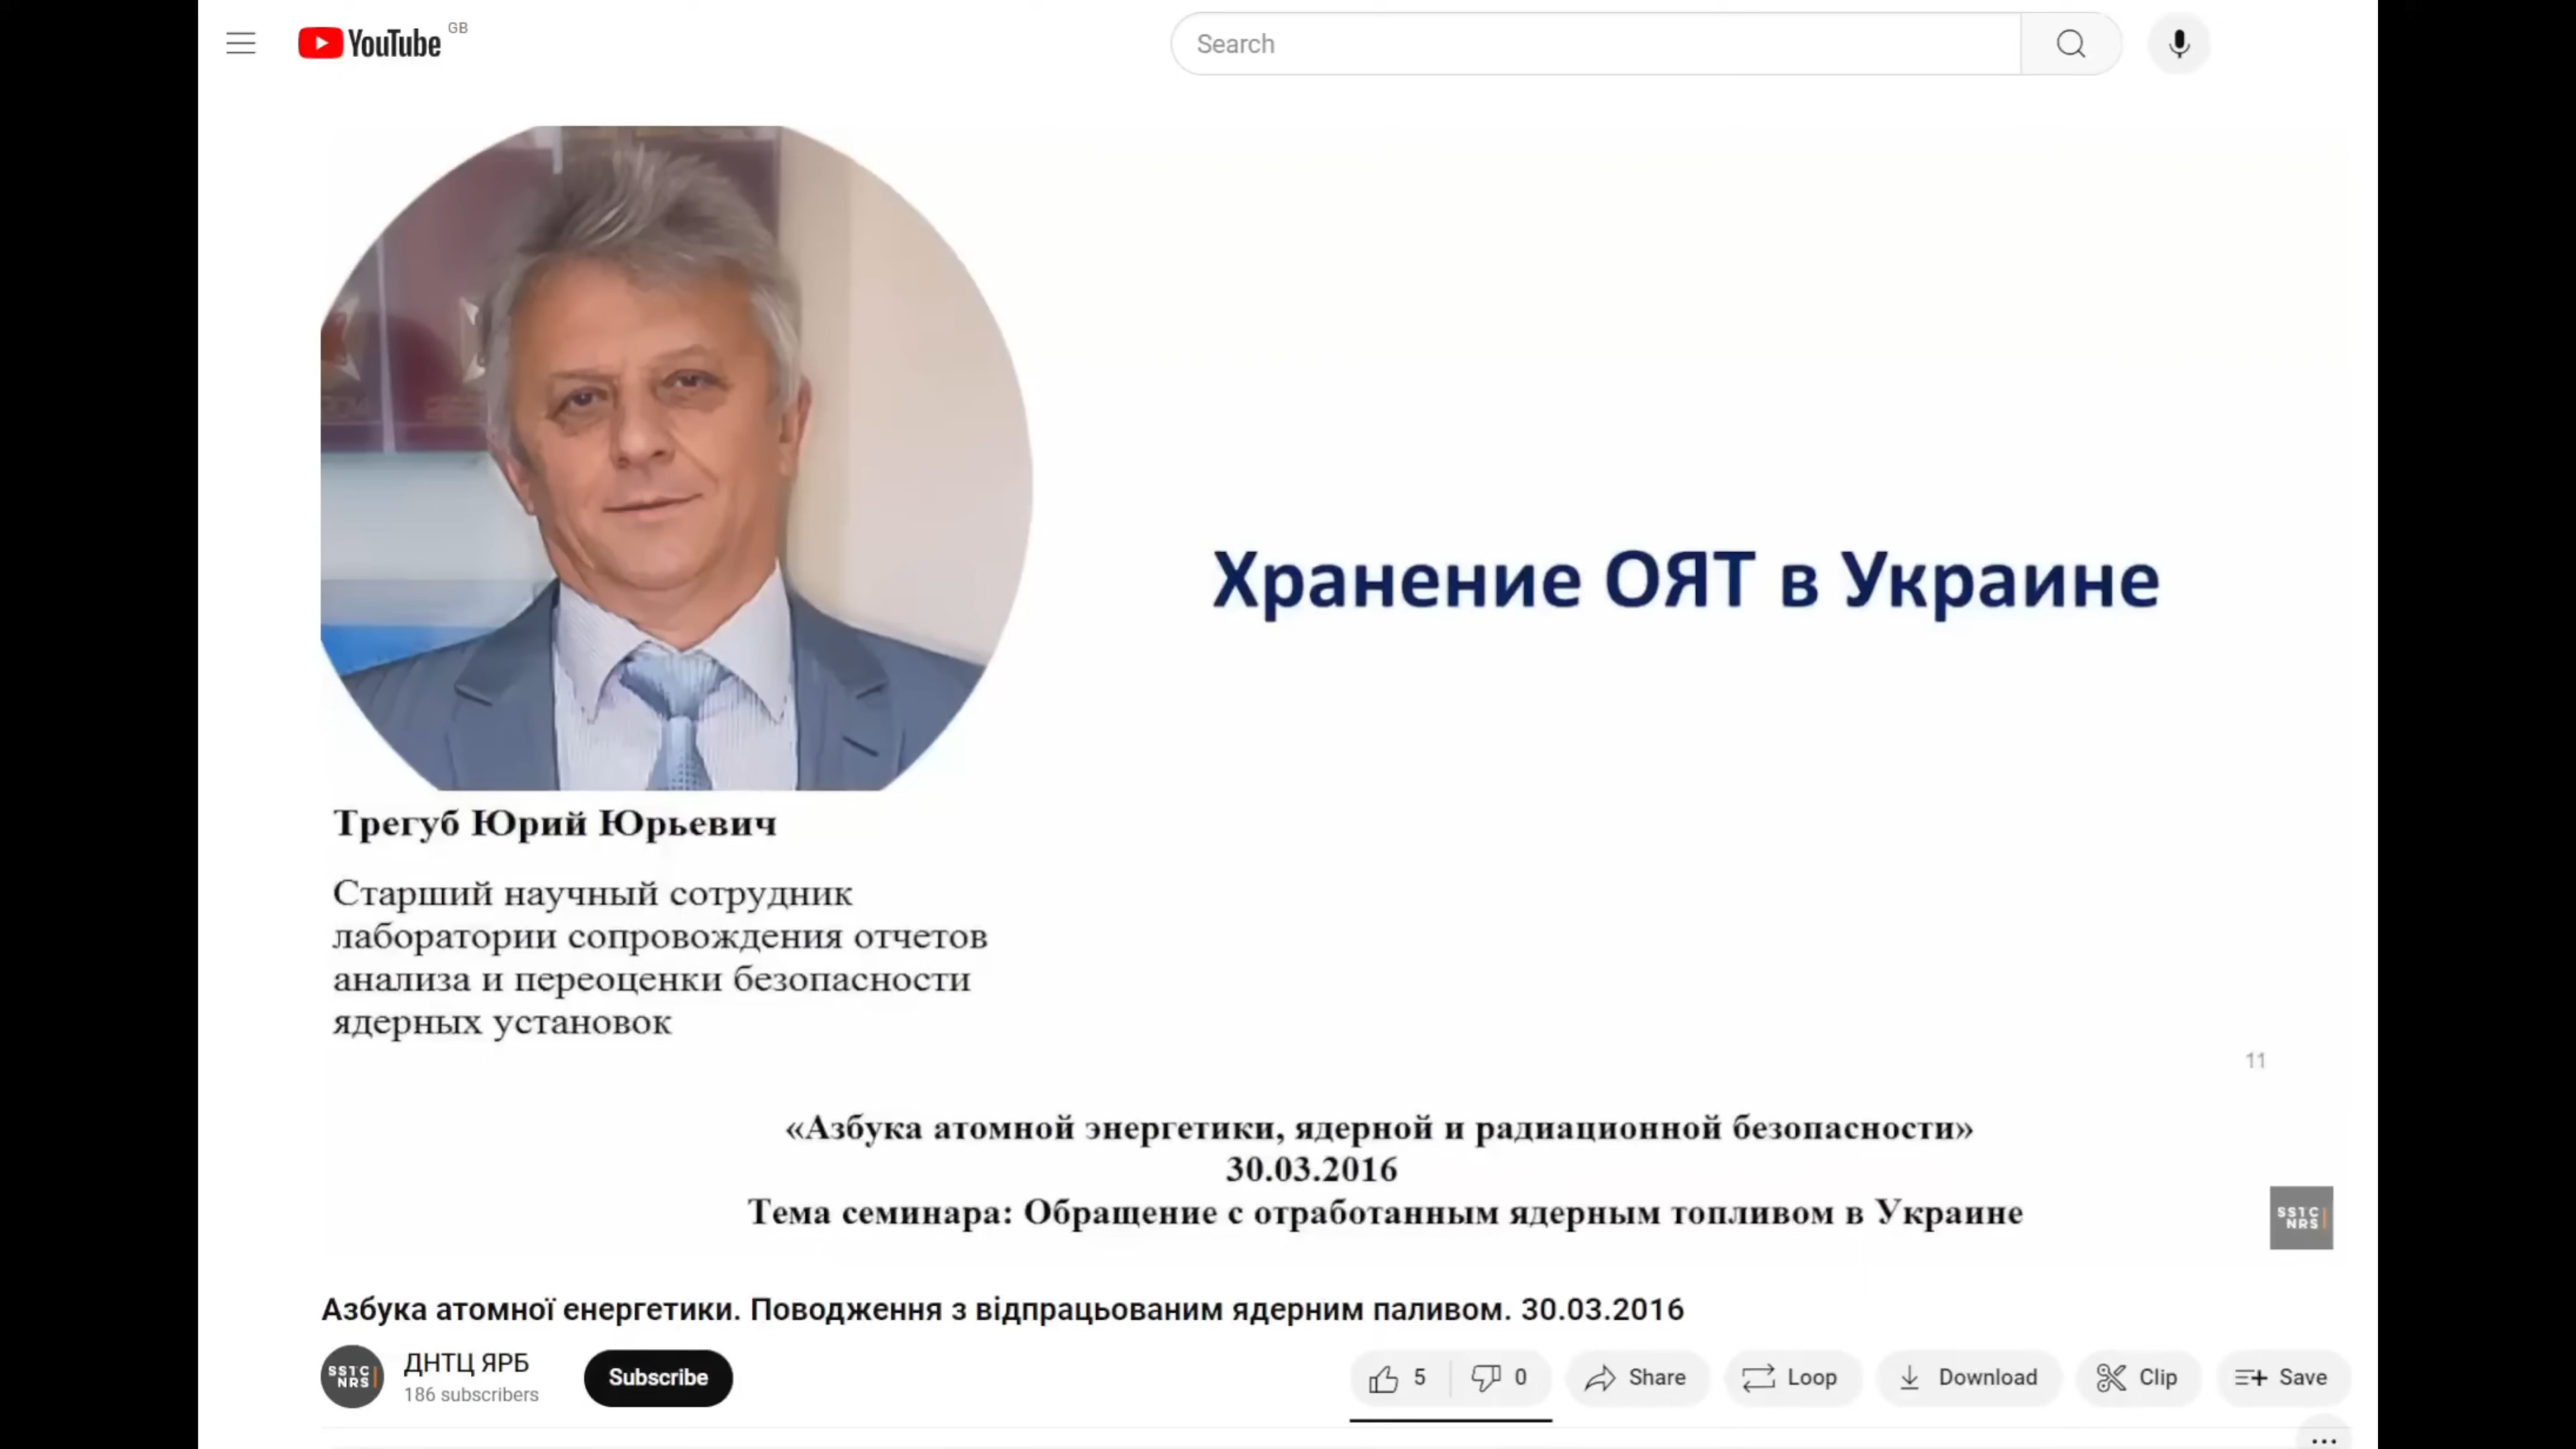 YouTube GB
Search
Хранение ОЯТ в Украине
Трегуб Юрий Юрьевич
Старший научный сотрудник
лаборатории сопровождения отчетов
анализа и переоценки безопасности
ядерных установок
11
«Азбука атомной энергетики, ядерной и радиационной безопасности»
30.03.2016
Тема семинара: Обращение с отработанным ядерным топливом в Украине
SSTC
NRS
Азбука атомної енергетики. Поводження з відпрацьованим ядерним паливом. 30.03.2016
SSTC
NRS
ДНТЦ ЯРБ
186 subscribers
Subscribe
5
0
Share
Loop
Download
Clip
Save